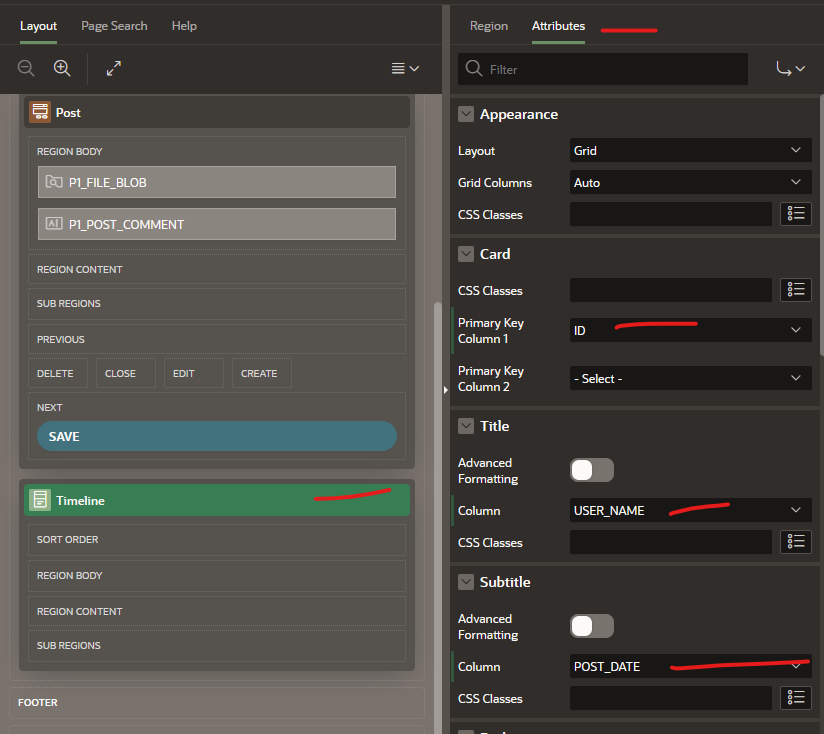 Layout
Page Search
Help
Post
REGION BODY
P1_FILE_BLOB
P1_POST_COMMENT
REGION CONTENT
SUB REGIONS
PREVIOUS
DELETE
CLOSE
EDIT
CREATE
NEXT
SAVE
Timeline
SORT ORDER
REGION BODY
REGION CONTENT
SUB REGIONS
FOOTER
Region
Attributes
Filter
Appearance
Layout
Grid
Grid Columns
Auto
CSS Classes
Card
CSS Classes
Primary Key
Column 1
ID
Primary Key
Column 2
- Select -
Title
Advanced
Formatting
Column
USER_NAME
CSS Classes
Subtitle
Advanced
Formatting
Column
POST_DATE
CSS Classes